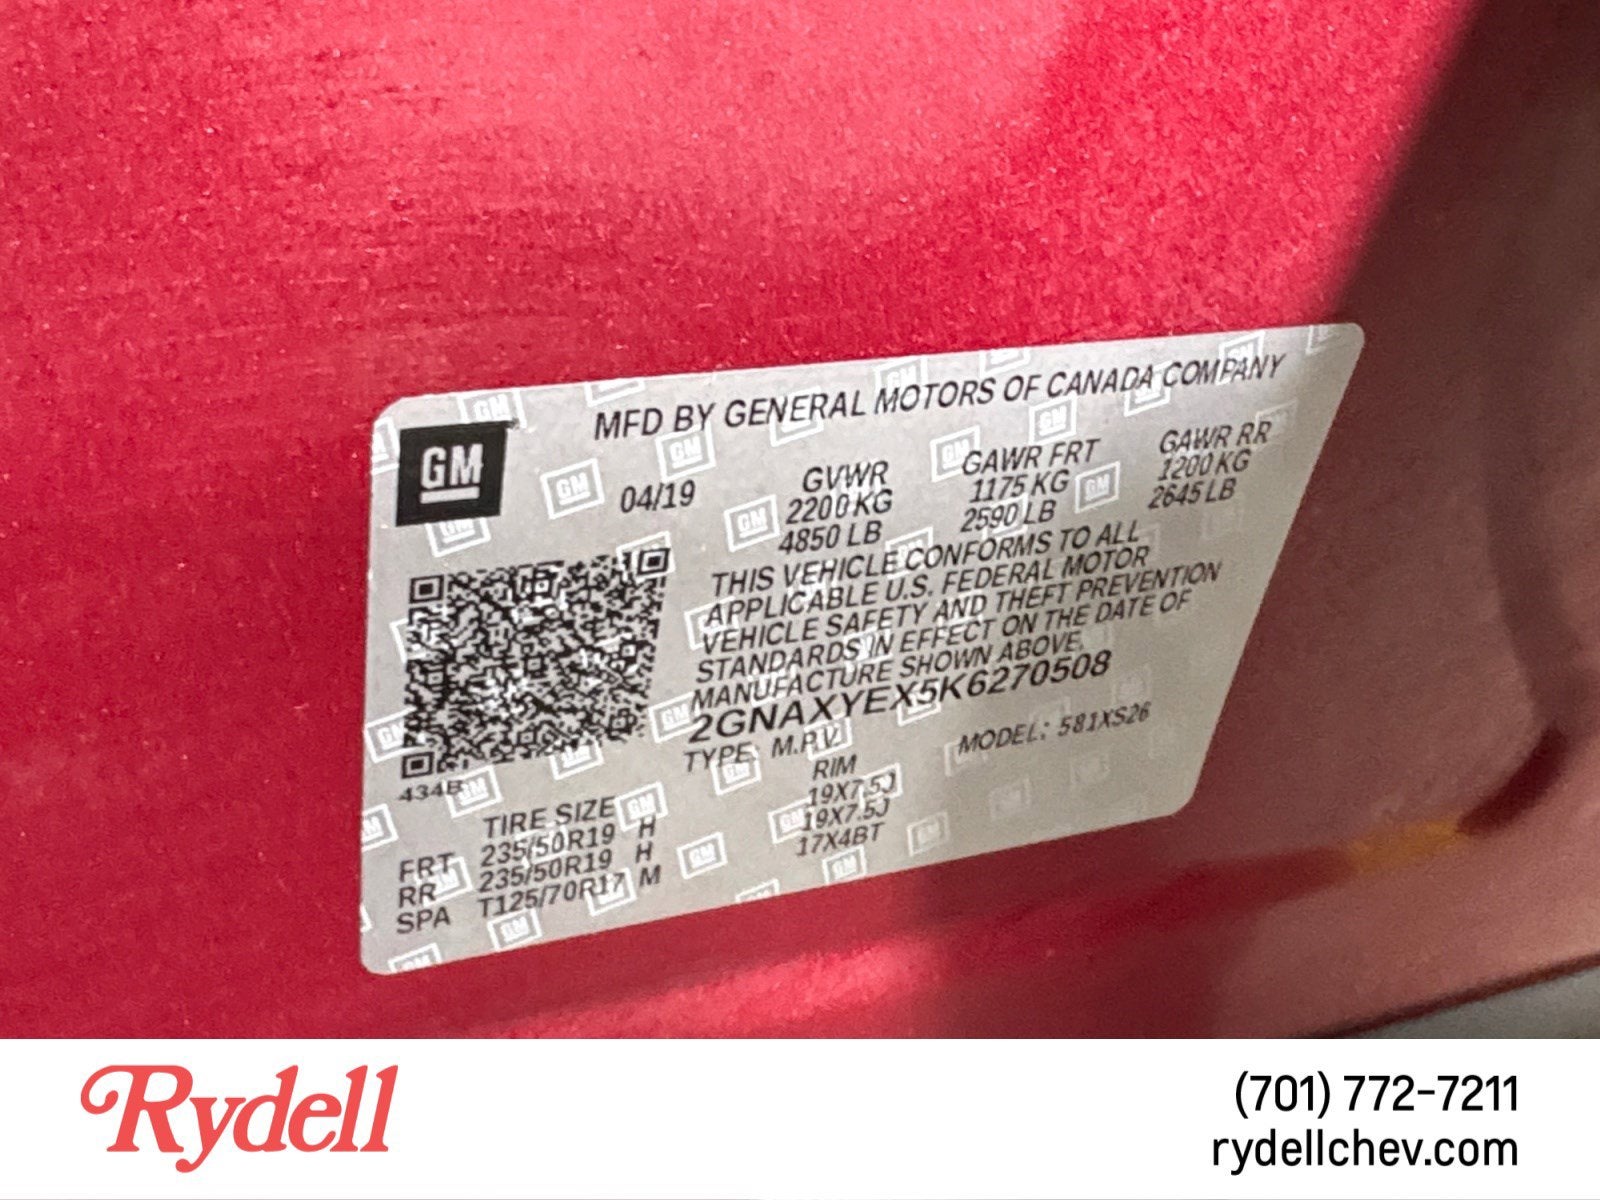 MFD BY GENERAL MOTORS OF CANADA COMPANY
GM
04/19
GVWR
2200 KG
4850 LB
GAWR FRT
1175 KG
2590 LB
GAWR RR
1200 KG
2645 LB
THIS VEHICLE CONFORMS TO ALL
APPLICABLE U.S. FEDERAL MOTOR
VEHICLE SAFETY AND THEFT PREVENTION
STANDARDS IN EFFECT ON THE DATE OF
MANUFACTURE SHOWN ABOVE.
2GNAXYEX5K6270508
TYPE: M.P.V.
MODEL: 581XS26
434B
TIRE SIZE
RIM
FRT 235/50R19 H 19X7.5J
RR 235/50R19 H 19X7.5J
SPA T125/70R17 M 17X4BT
Rydell
(701) 772-7211
rydellchev.com